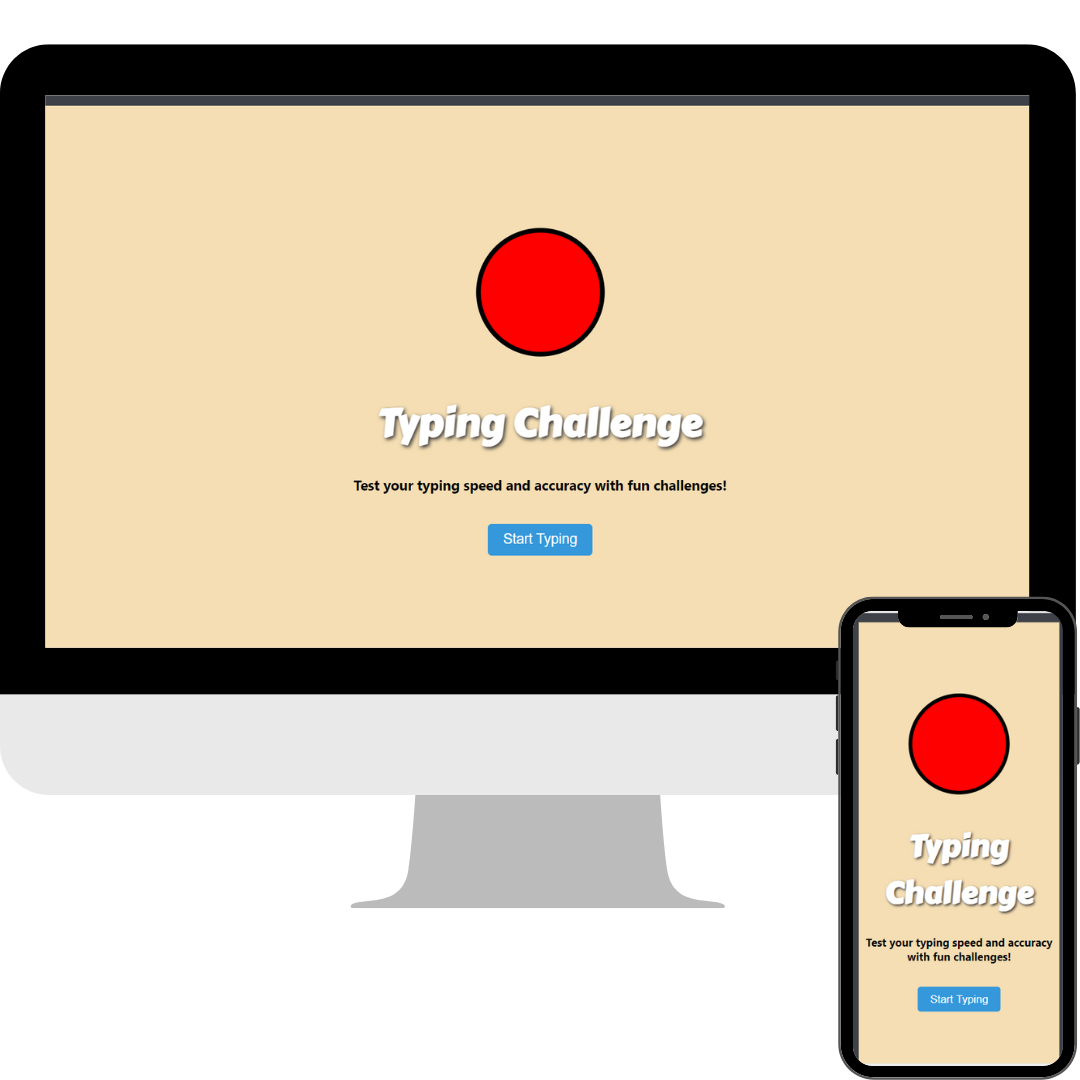 Typing Challenge
Test your typing speed and accuracy with fun challenges!
Start Typing
Typing
Challenge
Test your typing speed and accuracy
with fun challenges!
Start Typing